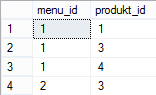 menu_id produkt_id
1 1 1
2 1 3
3 1 4
4 2 3